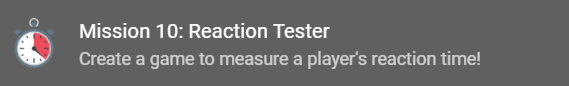 Mission 10: Reaction Tester
Create a game to measure a player's reaction time!